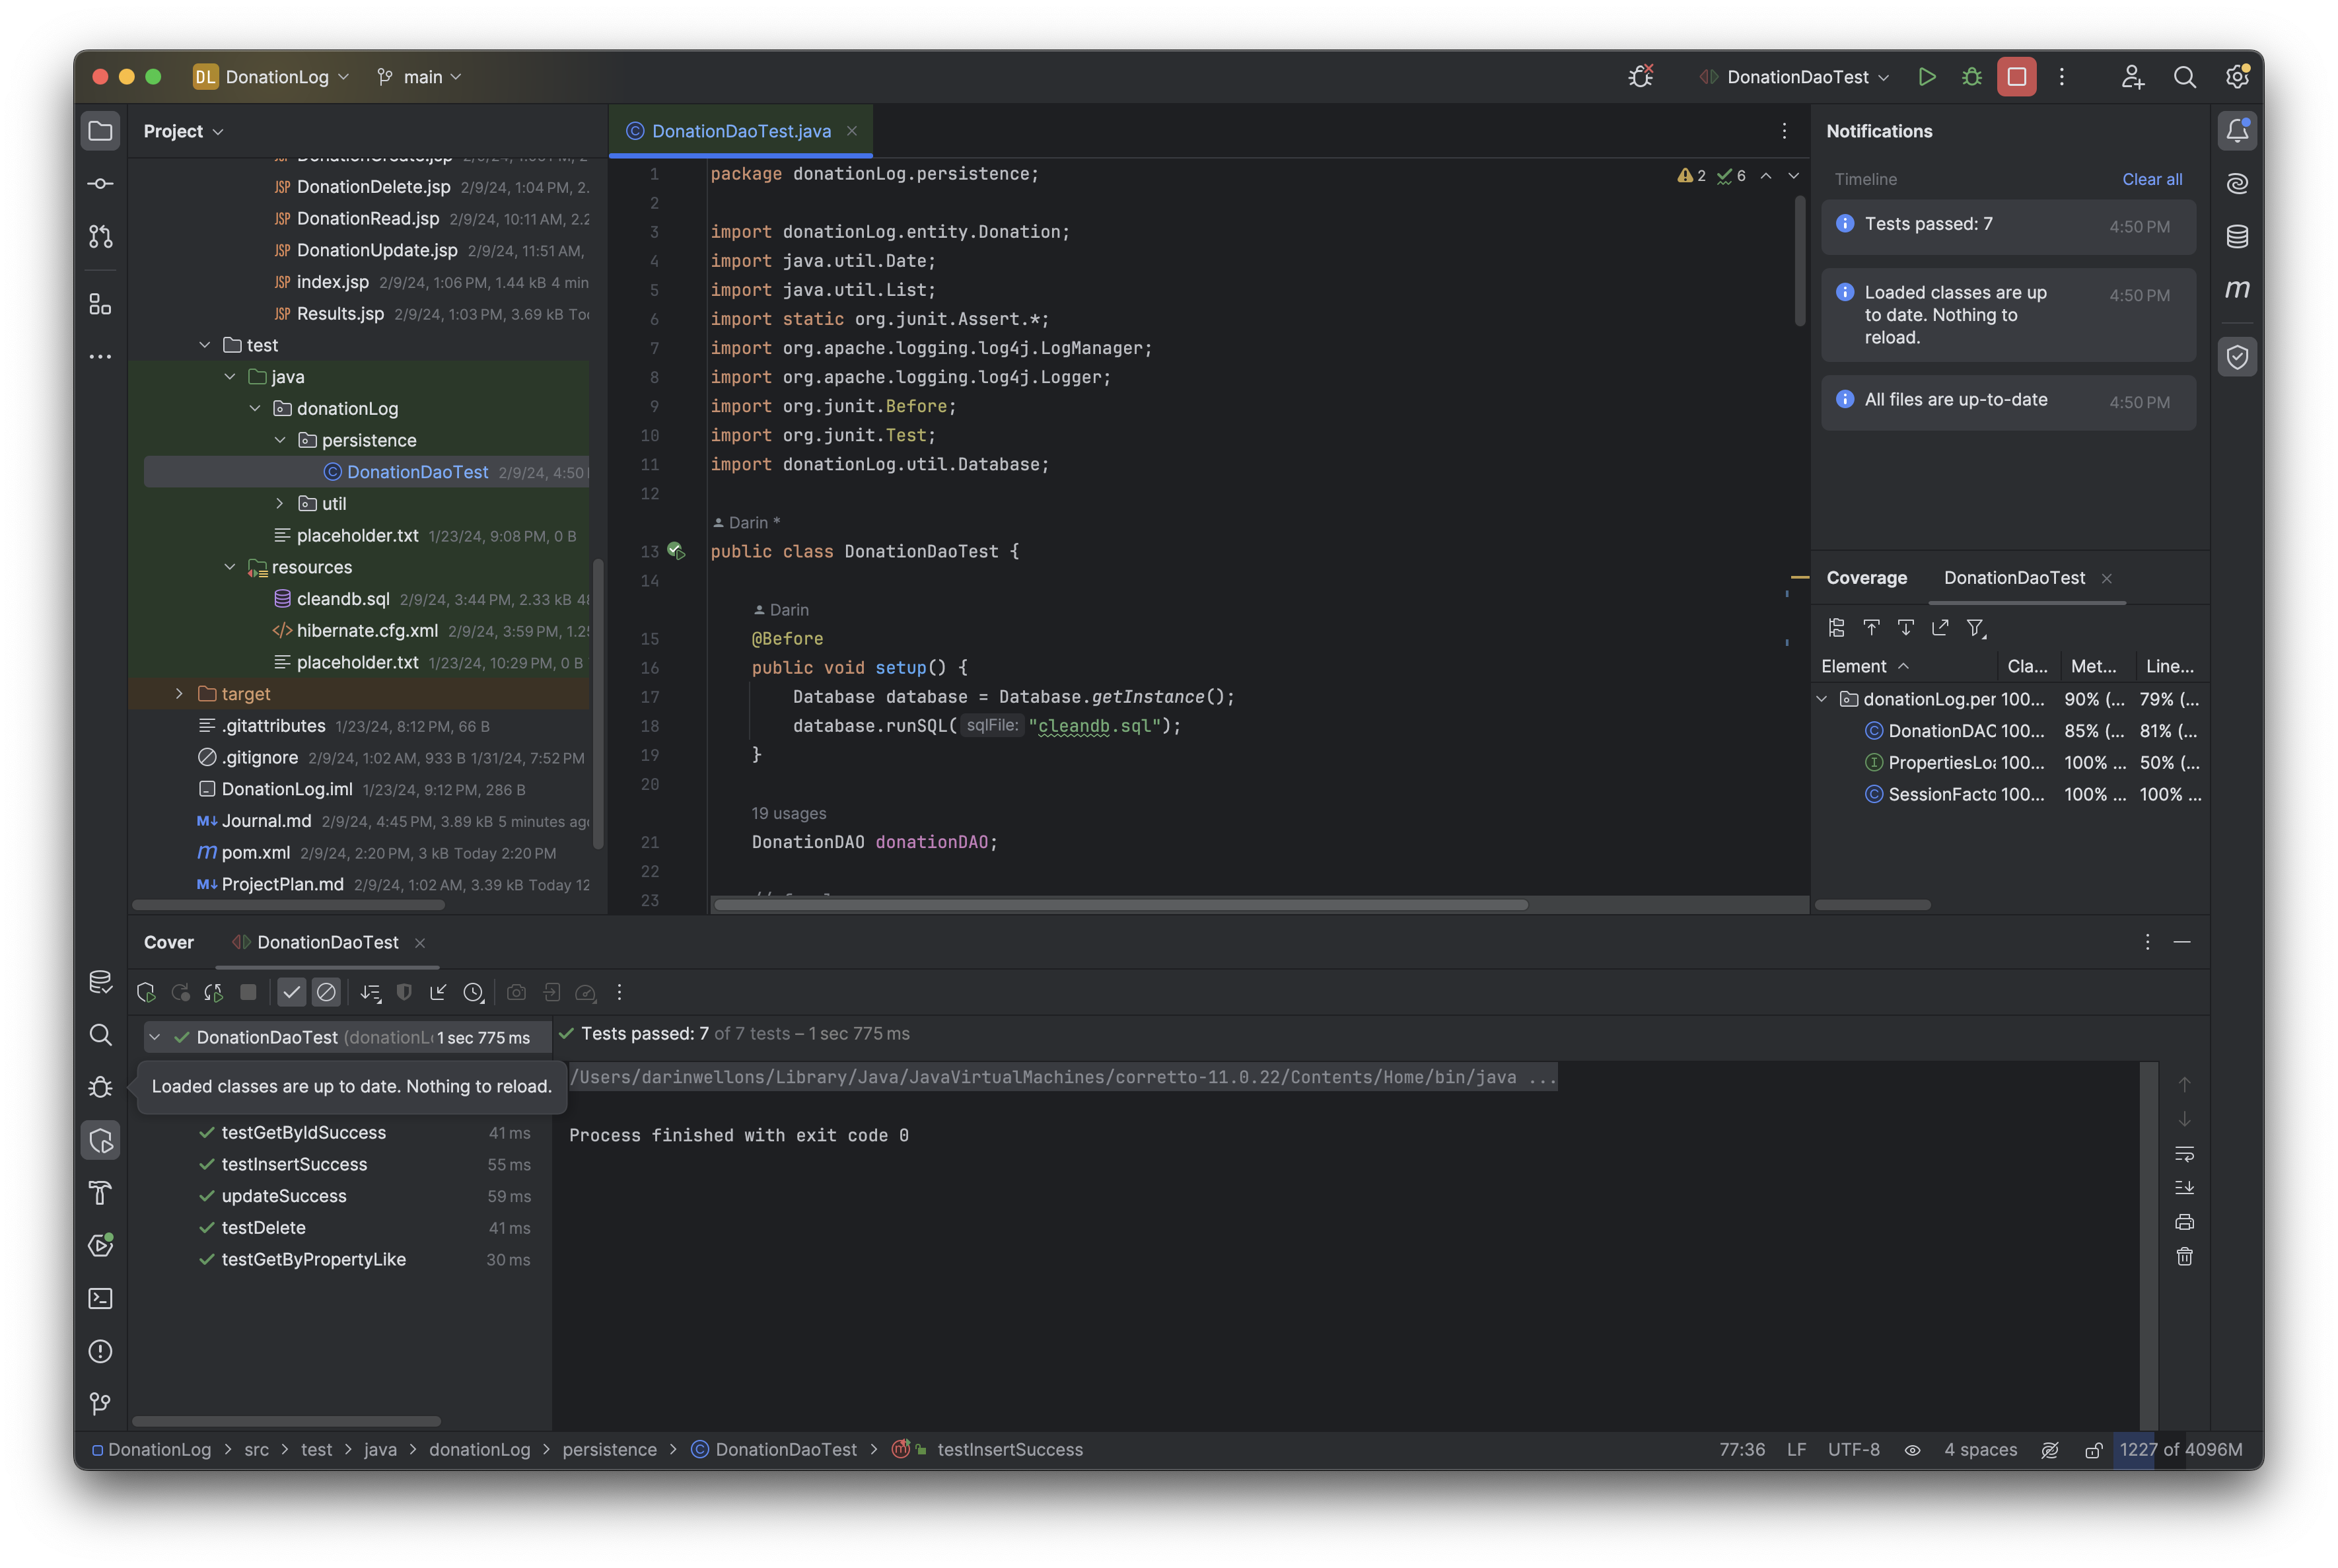 DL DonationLog main
DonationDaoTest
Project
DonationDelete.jsp 2/9/24, 1:04 PM, 2.
DonationRead.jsp 2/9/24, 10:11 AM, 2.2
DonationUpdate.jsp 2/9/24, 11:51 AM,
index.jsp 2/9/24, 1:06 PM, 1.44 kB 4 min
Results.jsp 2/9/24, 1:03 PM, 3.69 kB To
test
java
donationLog
persistence
DonationDaoTest 2/9/24, 4:50
util
placeholder.txt 1/23/24, 9:08 PM, 0 B
resources
cleandb.sql 2/9/24, 3:44 PM, 2.33 kB 4
hibernate.cfg.xml 2/9/24, 3:59 PM, 1.2
placeholder.txt 1/23/24, 10:29 PM, 0 B
target
.gitattributes 1/23/24, 8:12 PM, 66 B
.gitignore 2/9/24, 1:02 AM, 933 B 1/31/24, 7:52 PM
DonationLog.iml 1/23/24, 9:12 PM, 286 B
Journal.md 2/9/24, 4:45 PM, 3.89 kB 5 minutes ag
pom.xml 2/9/24, 2:20 PM, 3 kB Today 2:20 PM
ProjectPlan.md 2/9/24, 1:02 AM, 3.39 kB Today 12
DonationDaoTest.java
2 6
1 package donationLog.persistence;
2
3 import donationLog.entity.Donation;
4 import java.util.Date;
5 import java.util.List;
6 import static org.junit.Assert.*;
7 import org.apache.logging.log4j.LogManager;
8 import org.apache.logging.log4j.Logger;
9 import org.junit.Before;
10 import org.junit.Test;
11 import donationLog.util.Database;
12
Darin *
13 public class DonationDaoTest {
14
Darin
15 @Before
16 public void setup() {
17 Database database = Database.getInstance();
18 database.runSQL( sqlFile: "cleandb.sql");
19 }
20
19 usages
21 DonationDAO donationDAO;
22
23
Notifications
Timeline Clear all
Tests passed: 7 4:50 PM
Loaded classes are up 4:50 PM
to date. Nothing to
reload.
All files are up-to-date 4:50 PM
Coverage DonationDaoTest
Element Cla... Met... Line...
donationLog.per 100... 90% (... 79% (...
DonationDAO 100... 85% (... 81% (...
PropertiesLoa 100... 100% ... 50% (...
SessionFacto 100... 100% ... 100% ...
Cover DonationDaoTest
DonationDaoTest (donationLo 1 sec 775 ms
Loaded classes are up to date. Nothing to reload.
testGetByIdSuccess 41 ms
testInsertSuccess 55 ms
updateSuccess 59 ms
testDelete 41 ms
testGetByPropertyLike 30 ms
Tests passed: 7 of 7 tests – 1 sec 775 ms
/Users/darinwellons/Library/Java/JavaVirtualMachines/corretto-11.0.22/Contents/Home/bin/java ...
Process finished with exit code 0
DonationLog > src > test > java > donationLog > persistence > DonationDaoTest > testInsertSuccess
77:36 LF UTF-8 4 spaces 1227 of 4096M